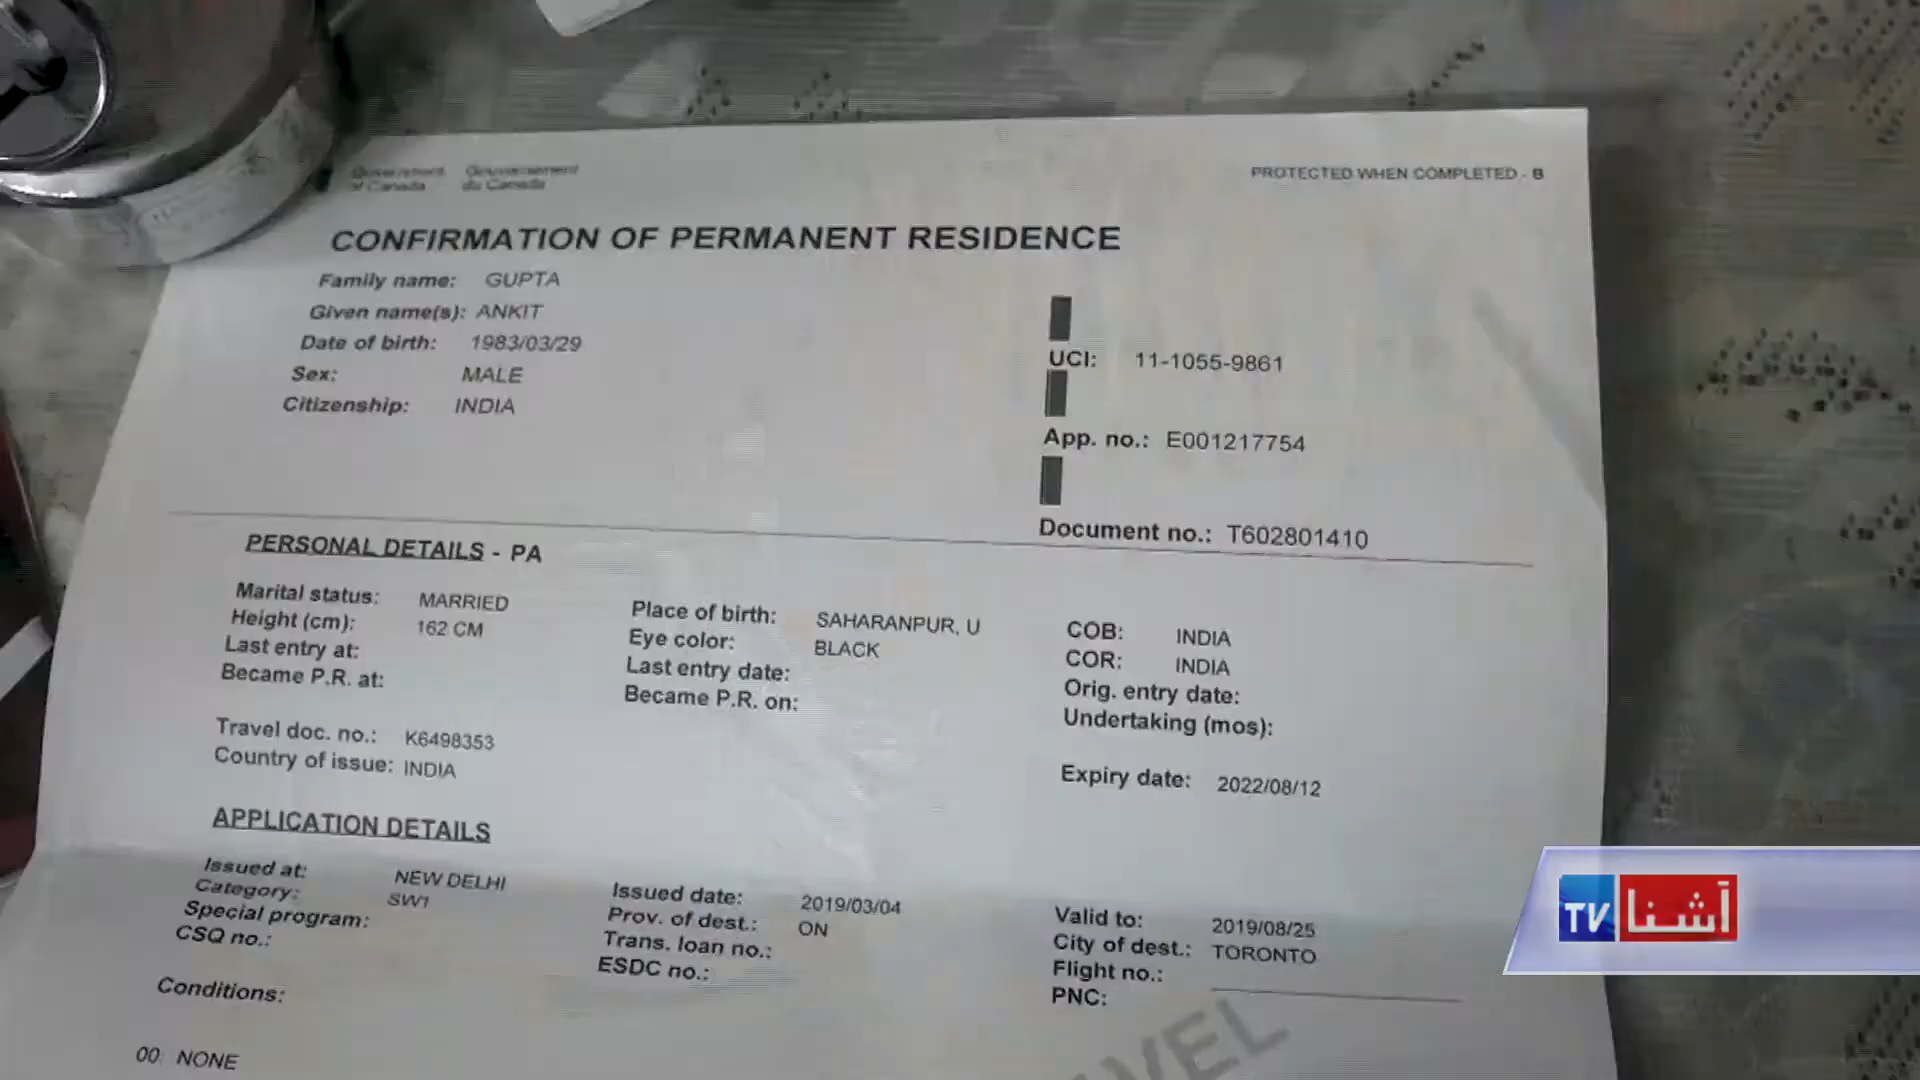 Government of Canada Gouvernement du Canada
PROTECTED WHEN COMPLETED - B
CONFIRMATION OF PERMANENT RESIDENCE
Family name: GUPTA
Given name(s): ANKIT
Date of birth: 1983/03/29
Sex: MALE
Citizenship: INDIA
UCI: 11-1055-9861
App. no.: E001217754
Document no.: T602801410
PERSONAL DETAILS - PA
Marital status: MARRIED
Height (cm): 162 CM
Last entry at:
Became P.R. at:
Place of birth: SAHARANPUR, U
Eye color: BLACK
Last entry date:
Became P.R. on:
COB: INDIA
COR: INDIA
Orig. entry date:
Undertaking (mos):
Travel doc. no.: K6498353
Country of issue: INDIA
Expiry date: 2022/08/12
APPLICATION DETAILS
Issued at: NEW DELHI
Category: SW1
Special program:
CSQ no.:
Issued date: 2019/03/04
Prov. of dest.: ON
Trans. loan no.:
ESDC no.:
Valid to: 2019/08/25
City of dest.: TORONTO
Flight no.:
PNC:
Conditions:
00: NONE
TV آشنا